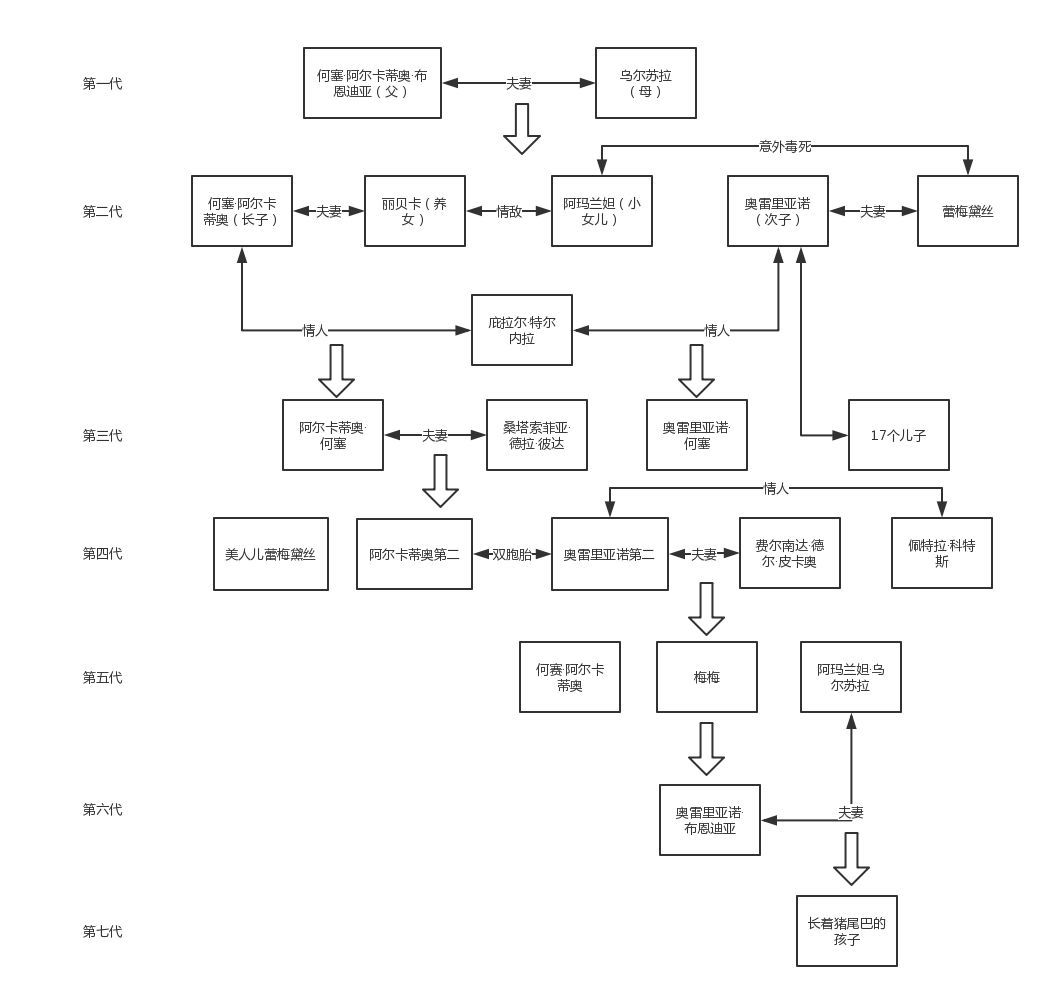 第一代
何塞·阿尔卡蒂奥·布
恩迪亚（父）
夫妻
乌尔苏拉
（母）
意外毒死
第二代
何塞·阿尔卡
蒂奥（长子）
夫妻
丽贝卡（养
女）
情敌
阿玛兰妲（小
女儿）
奥雷里亚诺
（次子）
夫妻
蕾梅黛丝
情人
庇拉尔·特尔
内拉
情人
第三代
阿尔卡蒂奥·
何塞
夫妻
桑塔索菲亚·
德拉·彼达
奥雷里亚诺·
何塞
17个儿子
情人
第四代
美人儿蕾梅黛丝
阿尔卡蒂奥第二
双胞胎
奥雷里亚诺第二
夫妻
费尔南达·德
尔·皮卡奥
佩特拉·科特
斯
第五代
何赛·阿尔卡
蒂奥
梅梅
阿玛兰妲·乌
尔苏拉
第六代
奥雷里亚诺·
布恩迪亚
夫妻
第七代
长着猪尾巴的
孩子